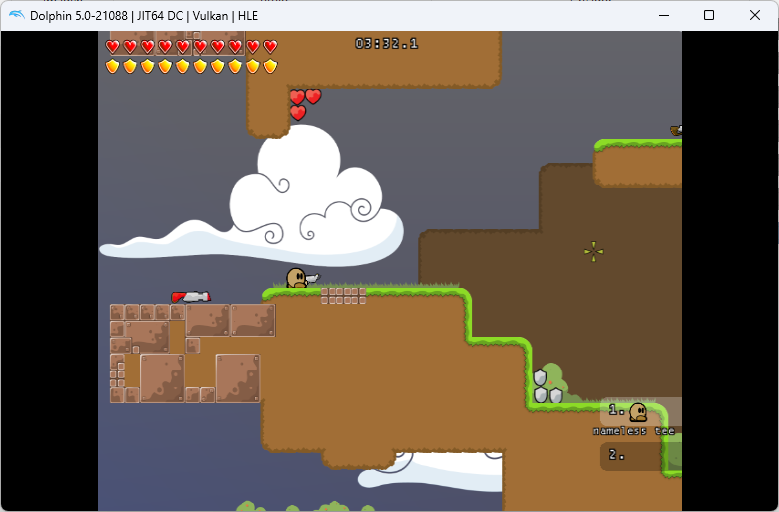 Dolphin 5.0-21088 | JIT64 DC | Vulkan | HLE
03:32.1
1.
nameless tee
2.